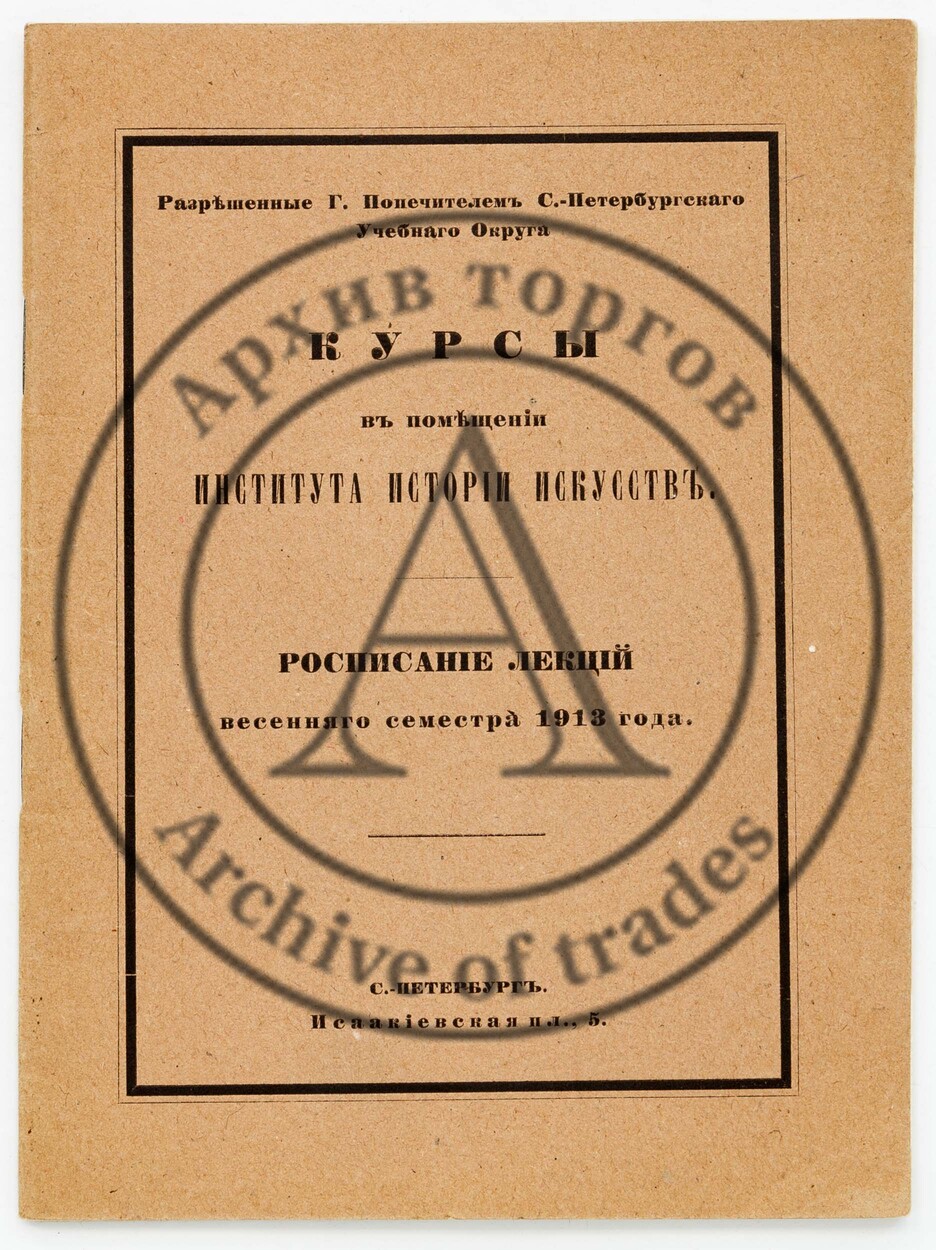 Разрѣшенные Г. Попечителемъ С.-Петербургскаго
Учебнаго Округа
Архив торгов
КУРСЫ
въ помѣщеніи
ИНСТИТУТА ИСТОРІИ ИСКУССТВЪ.
А
РОСПИСАНІЕ ЛЕКЦІЙ
весенняго семестра 1913 года.
Archive of trades
С.-ПЕТЕРБУРГЪ.
Исаакіевская пл., 5.